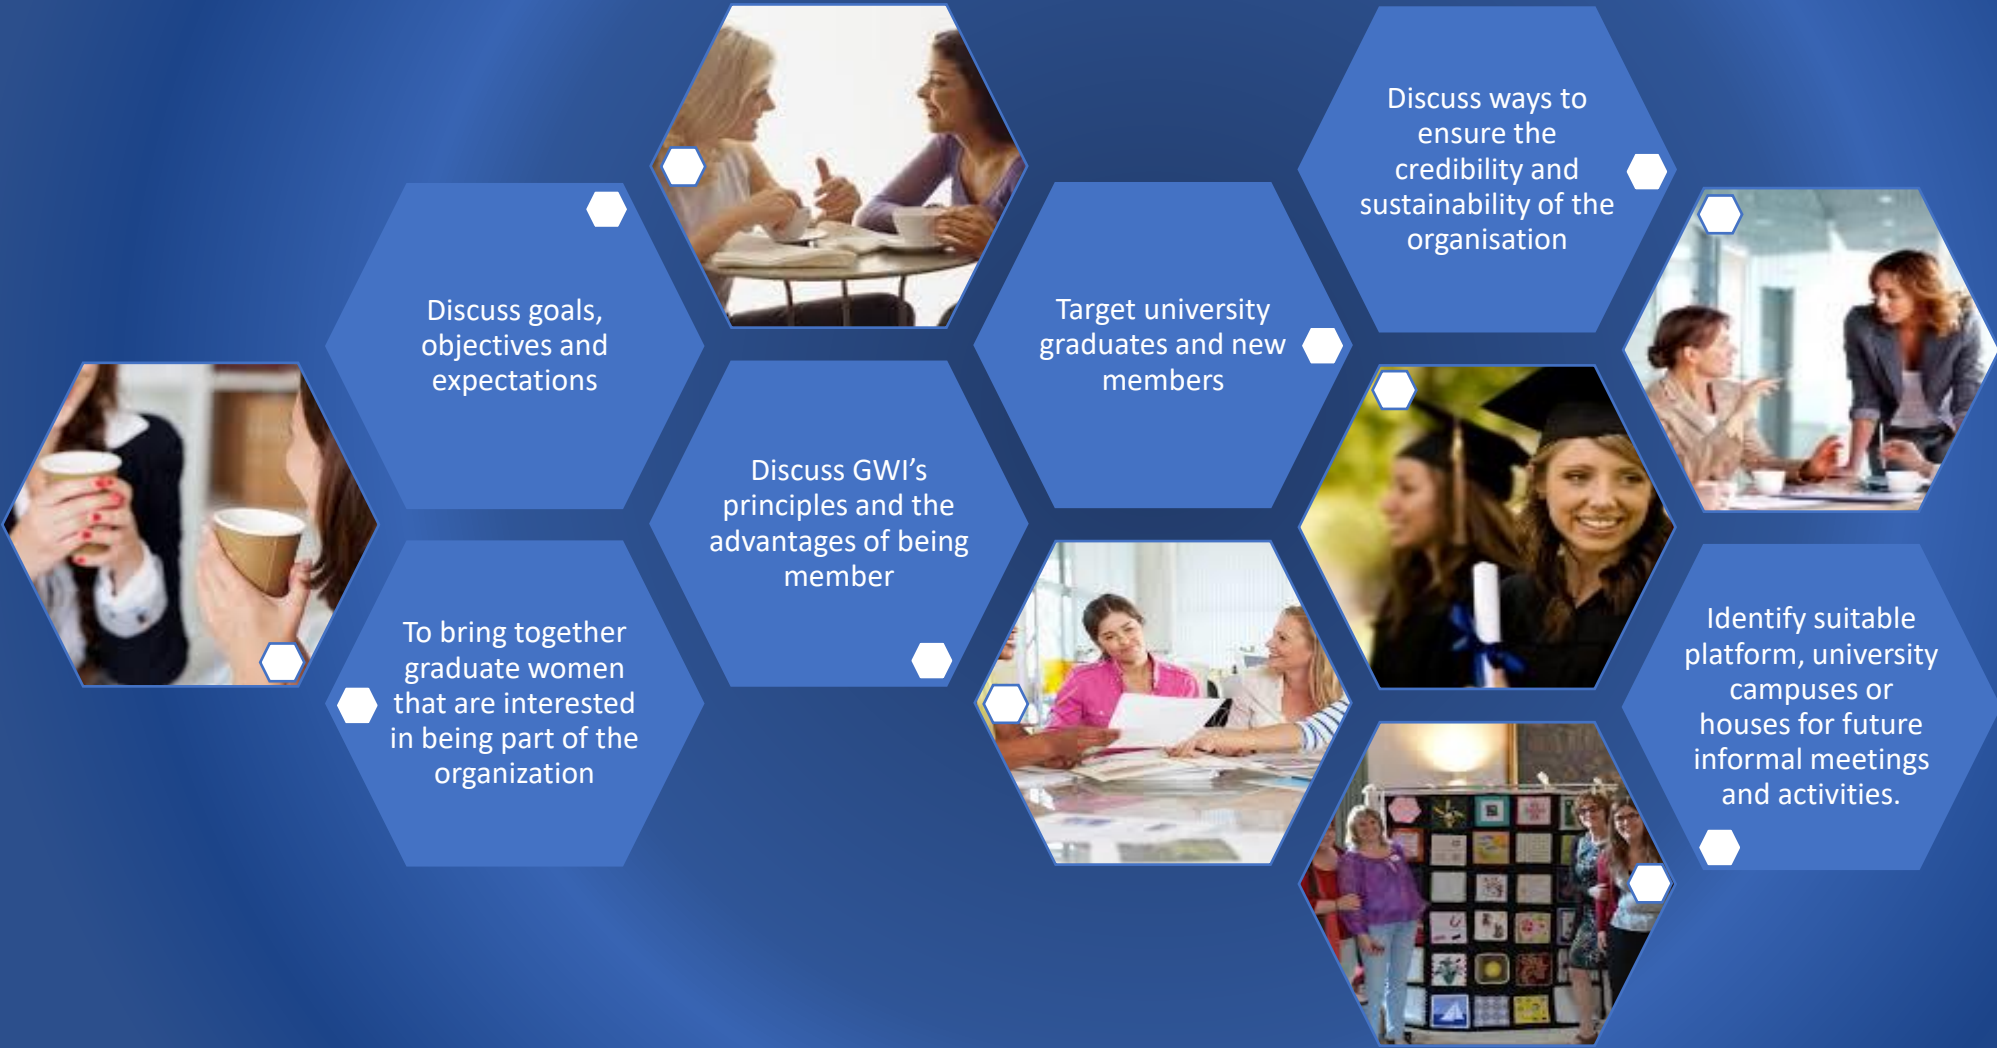 Discuss goals,
objectives and
expectations
To bring together
graduate women
that are interested
in being part of the
organization
Discuss GWI’s
principles and the
advantages of being
member
Target university
graduates and new
members
Discuss ways to
ensure the
credibility and
sustainability of the
organisation
Identify suitable
platform, university
campuses or
houses for future
informal meetings
and activities.